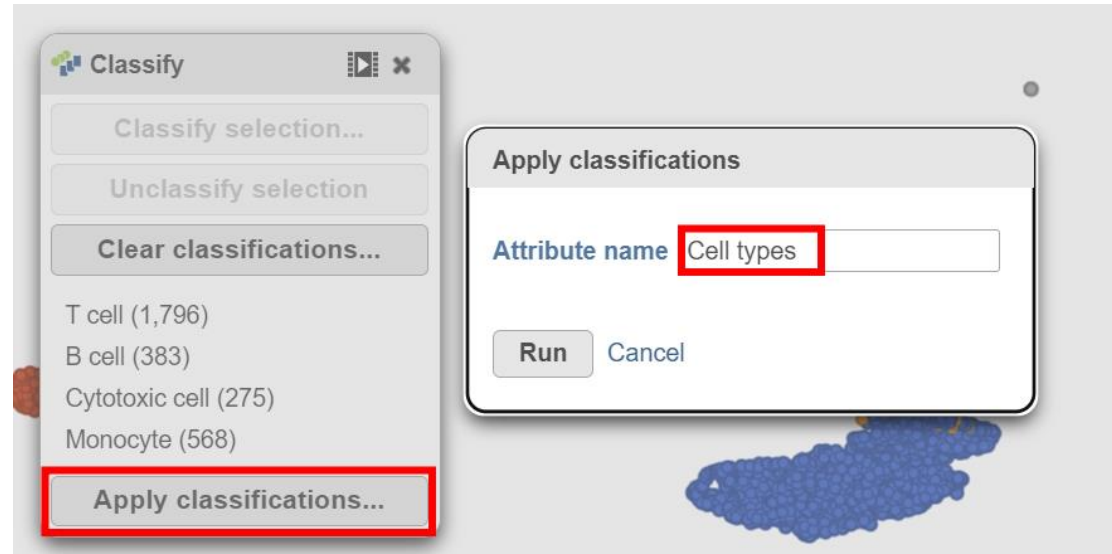 Classify
Classify selection...
Unclassify selection
Clear classifications...
T cell (1,796)
B cell (383)
Cytotoxic cell (275)
Monocyte (568)
Apply classifications...
Apply classifications
Attribute name Cell types
Run Cancel